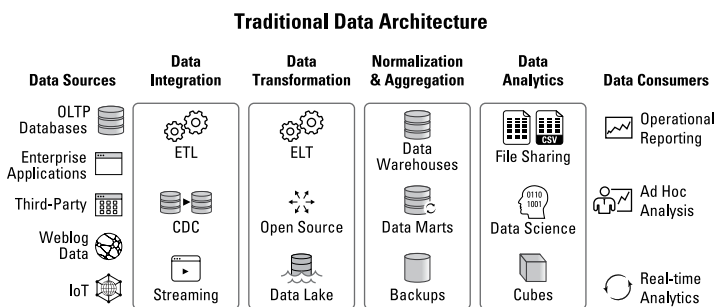 Traditional Data Architecture
Data Sources
Data
Integration
Data
Transformation
Normalization
& Aggregation
Data
Analytics
Data Consumers
OLTP
Databases
Enterprise
Applications
Third-Party
Weblog
Data
IoT
ETL
CDC
Streaming
ELT
Open Source
Data Lake
Data
Warehouses
Data Marts
Backups
CSV
File Sharing
0110
1001
Data Science
Cubes
Operational
Reporting
Ad Hoc
Analysis
Real-time
Analytics